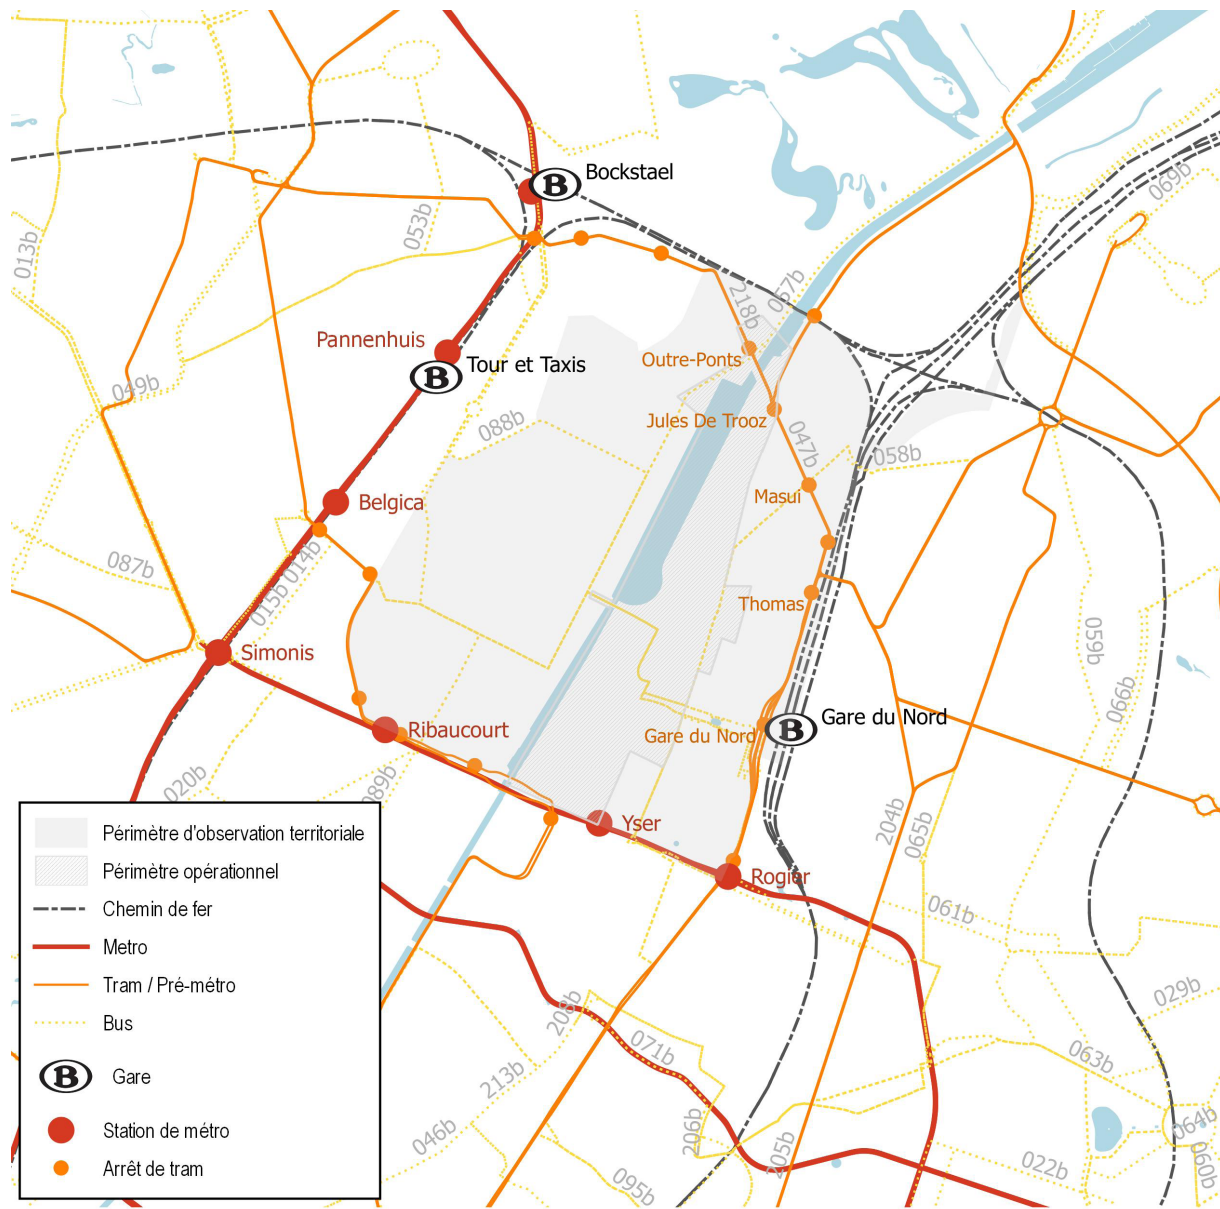 Bockstael
069b
053b
013b
057b
218b
Pannenhuis
Tour et Taxis
B
Outre-Ponts
049b
Jules De Trooz
088b
047b
058b
Masui
Belgica
014b
087b
015b
Thomas
059b
Simonis
066b
Gare du Nord
Ribaucourt
Gare du Nord
020b
089b
204b
065b
Yser
Rogier
061b
029b
208b
071b
063b
213b
064b
046b
206b
205b
060b
022b
095b
Périmètre d'observation territoriale
Périmètre opérationnel
Chemin de fer
Metro
Tram / Pré-métro
Bus
B
Gare
Station de métro
Arrêt de tram